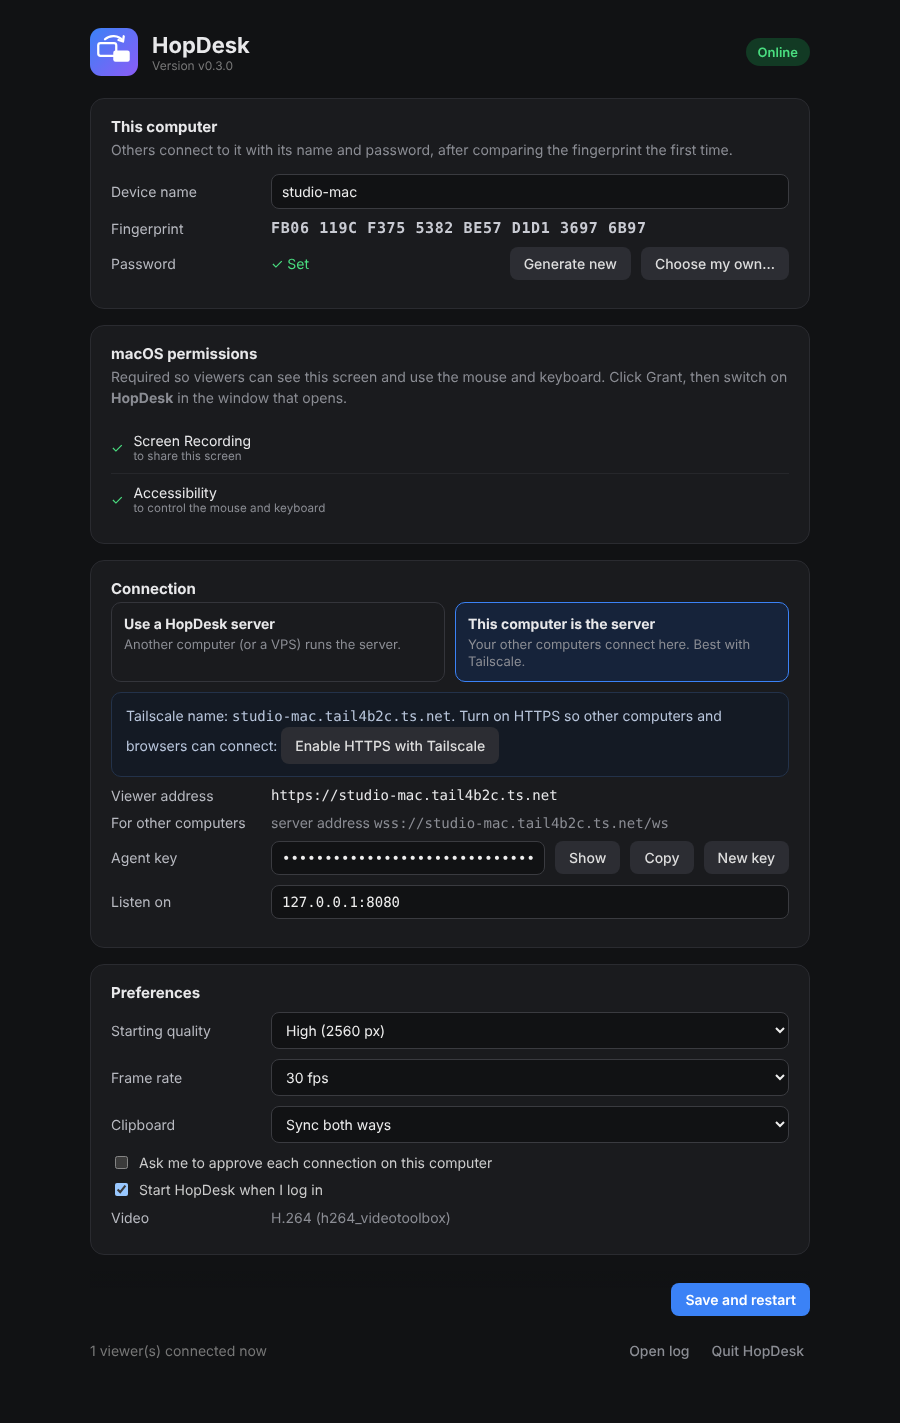 HopDesk
Version v0.3.0
Online
This computer
Others connect to it with its name and password, after comparing the fingerprint the first time.
Device name
studio-mac
Fingerprint
FB06 119C F375 5382 BE57 D1D1 3697 6B97
Password
✓ Set
Generate new
Choose my own...
macOS permissions
Required so viewers can see this screen and use the mouse and keyboard. Click Grant, then switch on
HopDesk in the window that opens.
✓ Screen Recording
to share this screen
✓ Accessibility
to control the mouse and keyboard
Connection
Use a HopDesk server
Another computer (or a VPS) runs the server.
This computer is the server
Your other computers connect here. Best with
Tailscale.
Tailscale name: studio-mac.tail4b2c.ts.net. Turn on HTTPS so other computers and
browsers can connect: Enable HTTPS with Tailscale
Viewer address
https://studio-mac.tail4b2c.ts.net
For other computers
server address wss://studio-mac.tail4b2c.ts.net/ws
Agent key
••••••••••••••••••••••••••••••
Show
Copy
New key
Listen on
127.0.0.1:8080
Preferences
Starting quality
High (2560 px)
Frame rate
30 fps
Clipboard
Sync both ways
Ask me to approve each connection on this computer
Start HopDesk when I log in
Video
H.264 (h264_videotoolbox)
Save and restart
1 viewer(s) connected now
Open log
Quit HopDesk